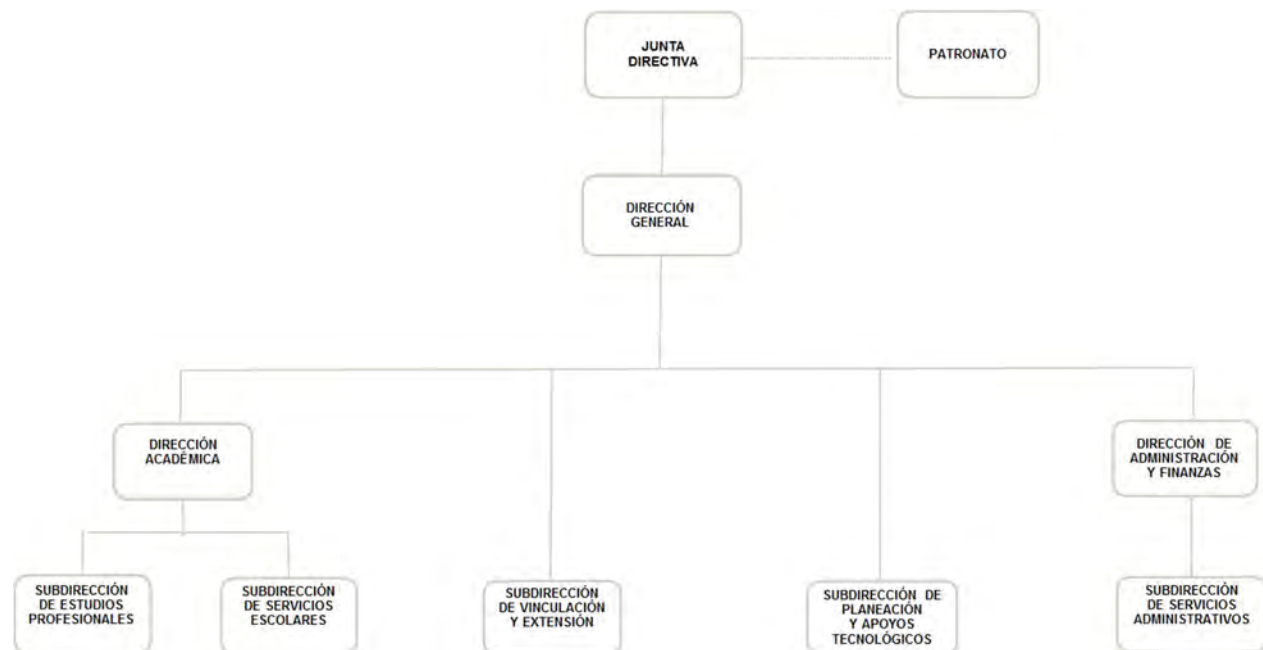 JUNTA
DIRECTIVA
PATRONATO
DIRECCIÓN
GENERAL
DIRECCIÓN
ACADÉMICA
DIRECCIÓN DE
ADMINISTRACIÓN
Y FINANZAS
SUBDIRECCIÓN
DE ESTUDIOS
PROFESIONALES
SUBDIRECCIÓN
DE SERVICIOS
ESCOLARES
SUBDIRECCIÓN
DE VINCULACIÓN
Y EXTENSIÓN
SUBDIRECCIÓN DE
PLANEACIÓN
Y APOYOS
TECNOLÓGICOS
SUBDIRECCIÓN
DE SERVICIOS
ADMINISTRATIVOS